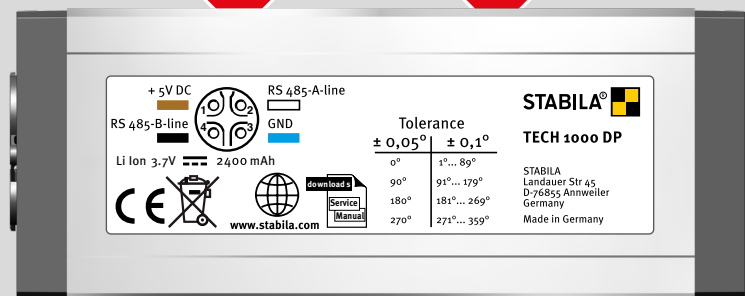 + 5V DC
RS 485-A-line
1 2
RS 485-B-line
4 3
GND
Li Ion 3.7V 2400 mAh
CE
www.stabila.com
downloads
Service
Manual
Tolerance
± 0,05° ± 0,1°
0° 1°... 89°
90° 91°... 179°
180° 181°... 269°
270° 271°... 359°
STABILA®
TECH 1000 DP
STABILA
Landauer Str 45
D-76855 Annweiler
Germany
Made in Germany